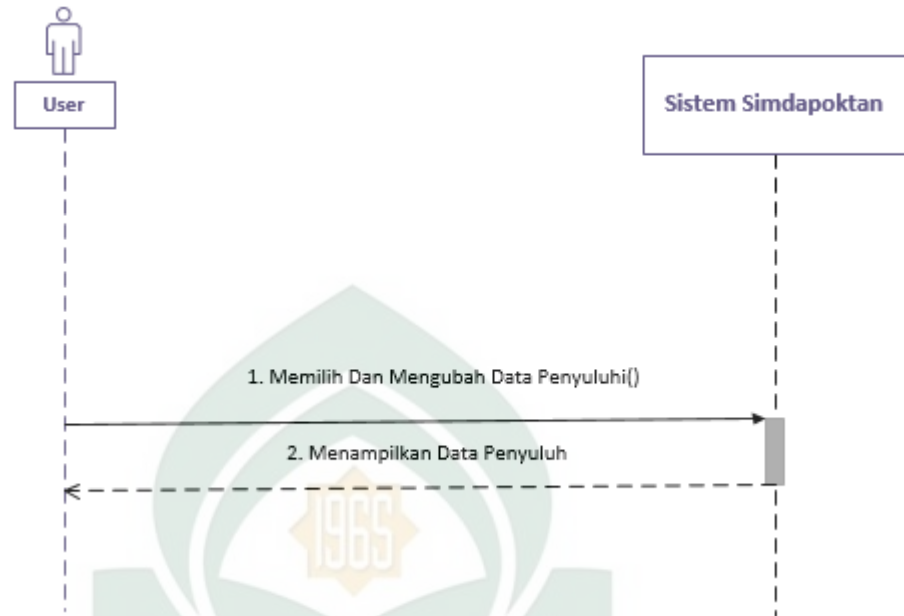 User
Sistem Simdapoktan
1. Memilih Dan Mengubah Data Penyuluhi()
2. Menampilkan Data Penyuluh
1965